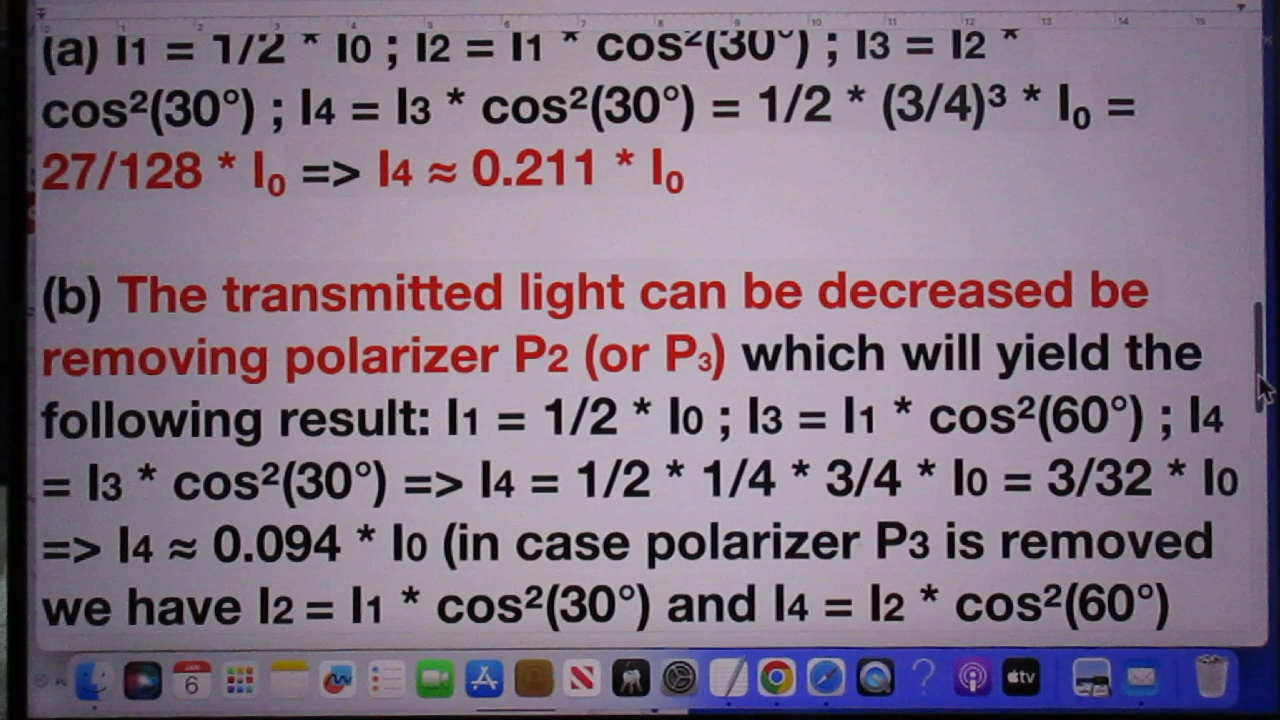 (a) I1 = 1/2 * I0 ; I2 = I1 * cos²(30°) ; I3 = I2 *
cos²(30°) ; I4 = I3 * cos²(30°) = 1/2 * (3/4)³ * I₀ =
27/128 * I₀ => I4 ≈ 0.211 * I₀
(b) The transmitted light can be decreased be
removing polarizer P2 (or P₃) which will yield the
following result: I1 = 1/2 * I0 ; I3 = I1 * cos²(60°) ; I4
= I3 * cos²(30°) => I4 = 1/2 * 1/4 * 3/4 * I0 = 3/32 * I0
=> I4 ≈ 0.094 * I0 (in case polarizer P3 is removed
we have I2 = I1 * cos²(30°) and I4 = I2 * cos²(60°)
JAN
6
tv